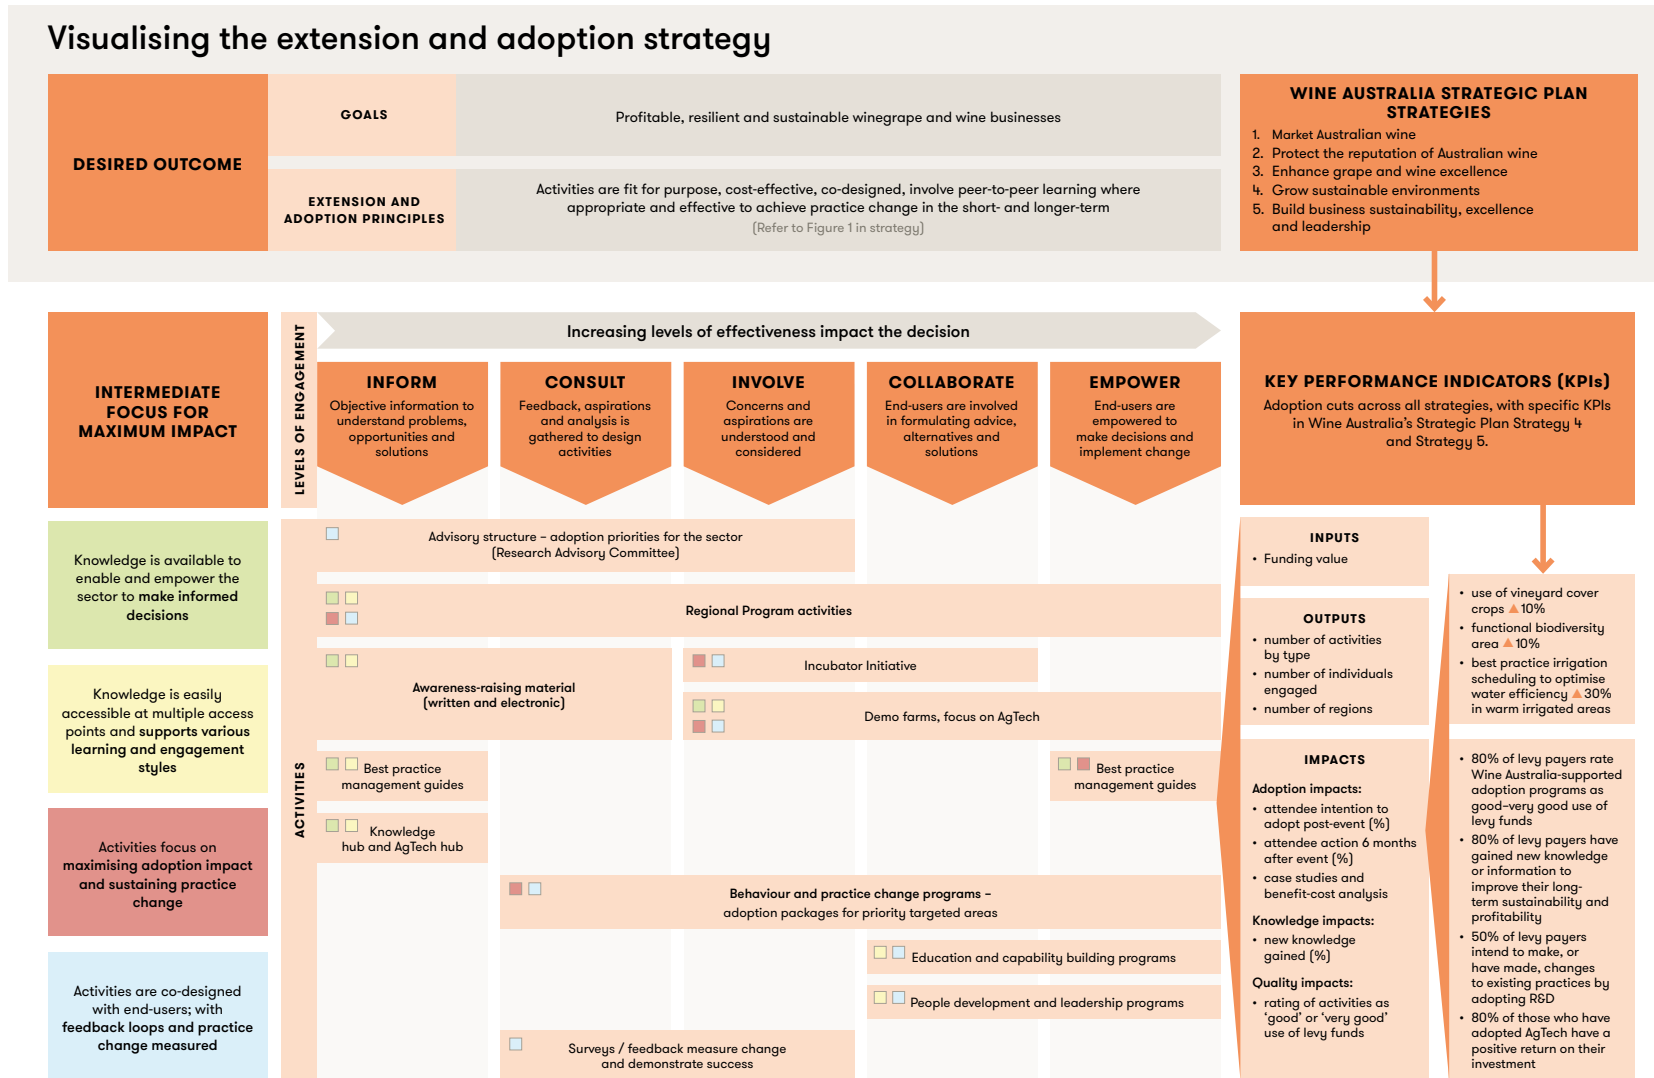 Visualising the extension and adoption strategy
DESIRED OUTCOME
GOALS
Profitable, resilient and sustainable winegrape and wine businesses
EXTENSION AND
ADOPTION PRINCIPLES
Activities are fit for purpose, cost-effective, co-designed, involve peer-to-peer learning where
appropriate and effective to achieve practice change in the short- and longer-term
(Refer to Figure 1 in strategy)
WINE AUSTRALIA STRATEGIC PLAN
STRATEGIES
1. Market Australian wine
2. Protect the reputation of Australian wine
3. Enhance grape and wine excellence
4. Grow sustainable environments
5. Build business sustainability, excellence
and leadership
INTERMEDIATE
FOCUS FOR
MAXIMUM IMPACT
LEVELS OF ENGAGEMENT
Increasing levels of effectiveness impact the decision
INFORM
Objective information to
understand problems,
opportunities and
solutions
CONSULT
Feedback, aspirations
and analysis is
gathered to design
activities
INVOLVE
Concerns and
aspirations are
understood and
considered
COLLABORATE
End-users are involved
in formulating advice,
alternatives and
solutions
EMPOWER
End-users are
empowered to
make decisions and
implement change
KEY PERFORMANCE INDICATORS (KPIs)
Adoption cuts across all strategies, with specific KPIs
in Wine Australia's Strategic Plan Strategy 4
and Strategy 5.
Knowledge is available to
enable and empower the
sector to make informed
decisions
Knowledge is easily
accessible at multiple access
points and supports various
learning and engagement
styles
Activities focus on
maximising adoption impact
and sustaining practice
change
Activities are co-designed
with end-users; with
feedback loops and practice
change measured
ACTIVITIES
Advisory structure – adoption priorities for the sector
(Research Advisory Committee)
Regional Program activities
Awareness-raising material
(written and electronic)
Incubator Initiative
Demo farms, focus on AgTech
Best practice
management guides
Best practice
management guides
Knowledge
hub and AgTech hub
Behaviour and practice change programs –
adoption packages for priority targeted areas
Education and capability building programs
People development and leadership programs
Surveys / feedback measure change
and demonstrate success
INPUTS
• Funding value
OUTPUTS
• number of activities
by type
• number of individuals
engaged
• number of regions
IMPACTS
Adoption impacts:
• attendee intention to
adopt post-event (%)
• attendee action 6 months
after event (%)
• case studies and
benefit-cost analysis
Knowledge impacts:
• new knowledge
gained (%)
Quality impacts:
• rating of activities as
'good' or 'very good'
use of levy funds
• use of vineyard cover
crops ▲10%
• functional biodiversity
area ▲10%
• best practice irrigation
scheduling to optimise
water efficiency ▲30%
in warm irrigated areas
• 80% of levy payers rate
Wine Australia-supported
adoption programs as
good–very good use of
levy funds
• 80% of levy payers have
gained new knowledge
or information to
improve their long-
term sustainability and
profitability
• 50% of levy payers
intend to make, or
have made, changes
to existing practices by
adopting R&D
• 80% of those who have
adopted AgTech have a
positive return on their
investment